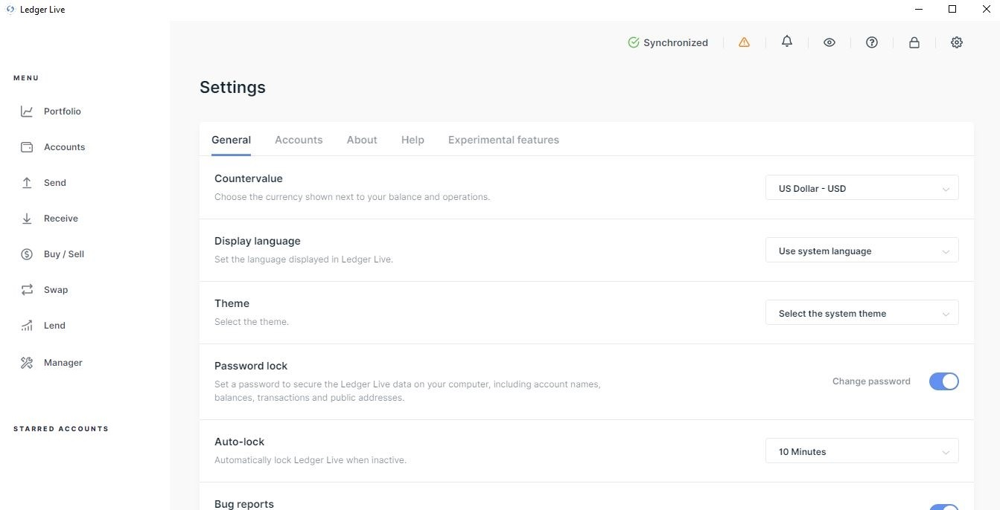 Ledger Live
Synchronized
MENU
Portfolio
Accounts
Send
Receive
Buy / Sell
Swap
Lend
Manager
STARRED ACCOUNTS
Settings
General Accounts About Help Experimental features
Countervalue
Choose the currency shown next to your balance and operations.
US Dollar - USD
Display language
Set the language displayed in Ledger Live.
Use system language
Theme
Select the theme.
Select the system theme
Password lock
Set a password to secure the Ledger Live data on your computer, including account names,
balances, transactions and public addresses.
Change password
Auto-lock
Automatically lock Ledger Live when inactive.
10 Minutes
Bug reports